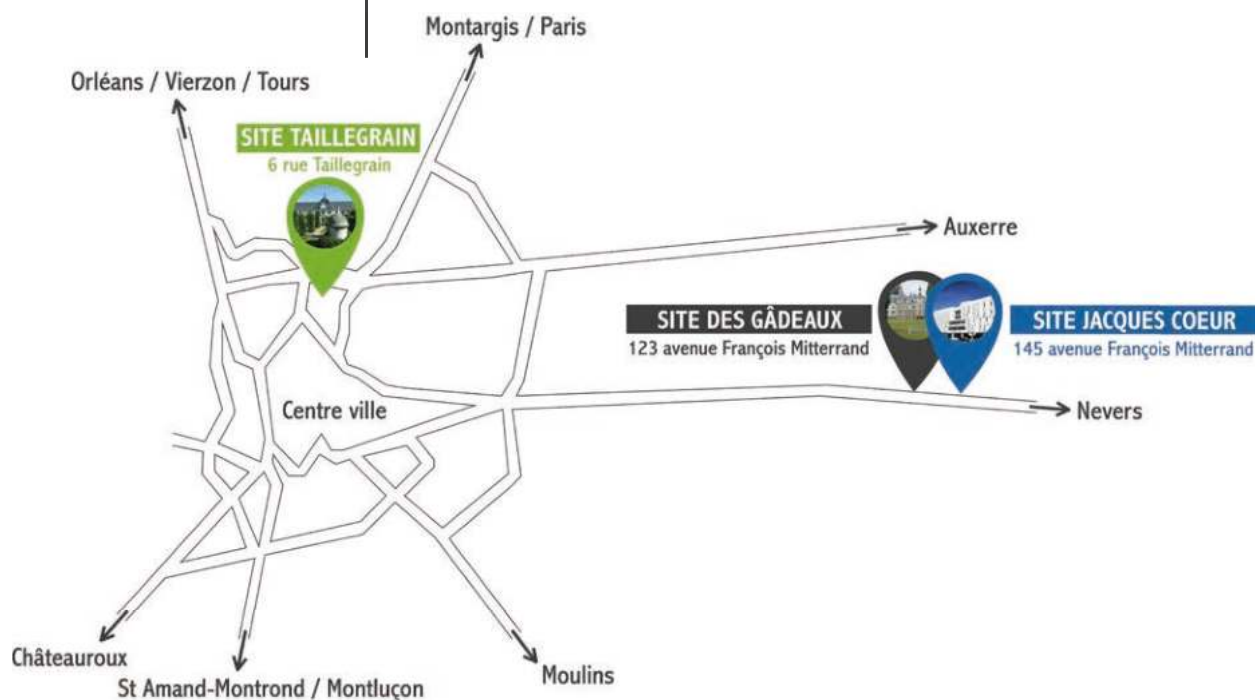 Montargis / Paris
Orléans / Vierzon / Tours
SITE TAILLEGRAIN
6 rue Taillegrain
Auxerre
SITE DES GÂDEAUX
123 avenue François Mitterrand
SITE JACQUES COEUR
145 avenue François Mitterrand
Centre ville
Nevers
Châteauroux
St Amand-Montrond / Montluçon
Moulins